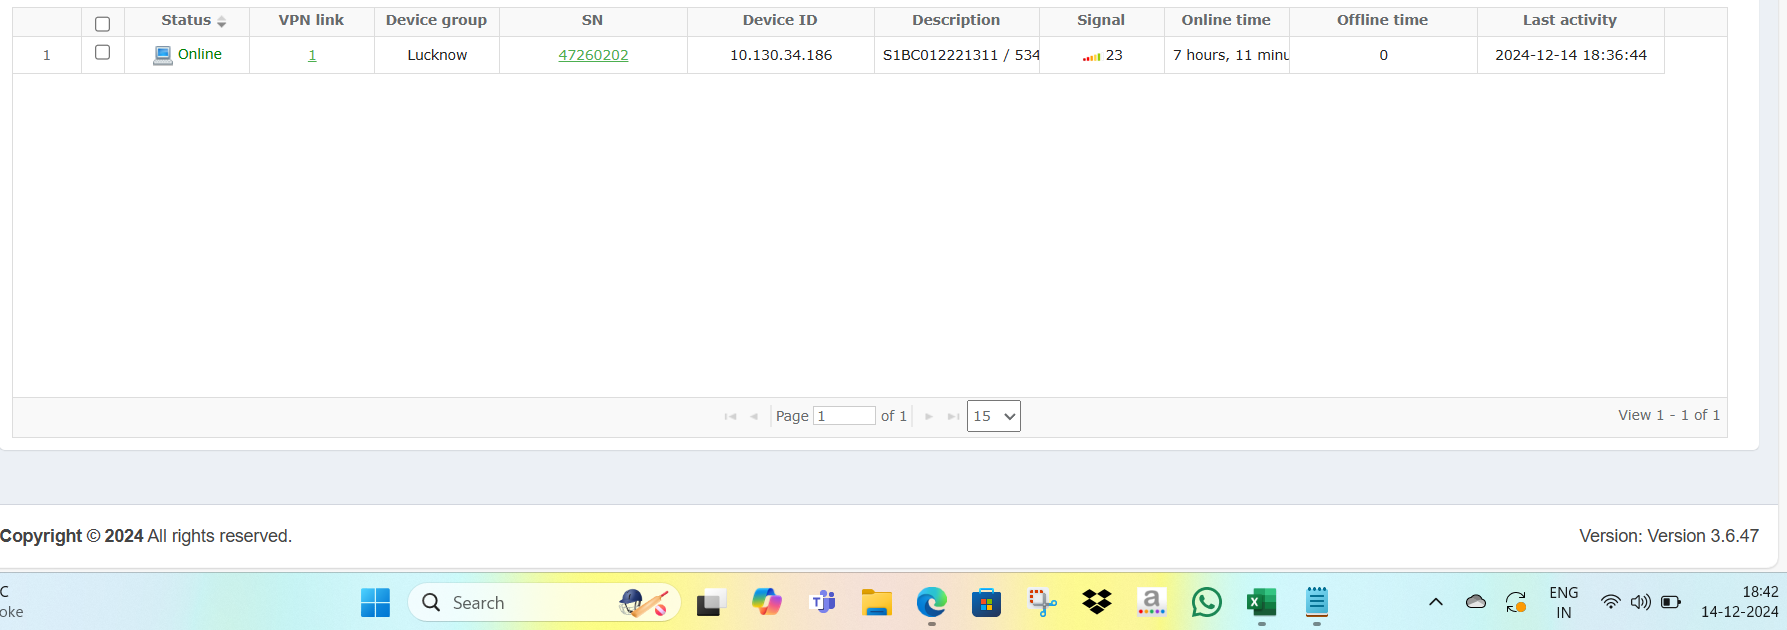 Status VPN link Device group SN Device ID Description Signal Online time Offline time Last activity
1 Online 1 Lucknow 47260202 10.130.34.186 S1BC012221311 / 534 23 7 hours, 11 minu 0 2024-12-14 18:36:44
Page 1 of 1 15 View 1 - 1 of 1
Copyright © 2024 All rights reserved. Version: Version 3.6.47
C
oke
Search
ENG
IN
18:42
14-12-2024